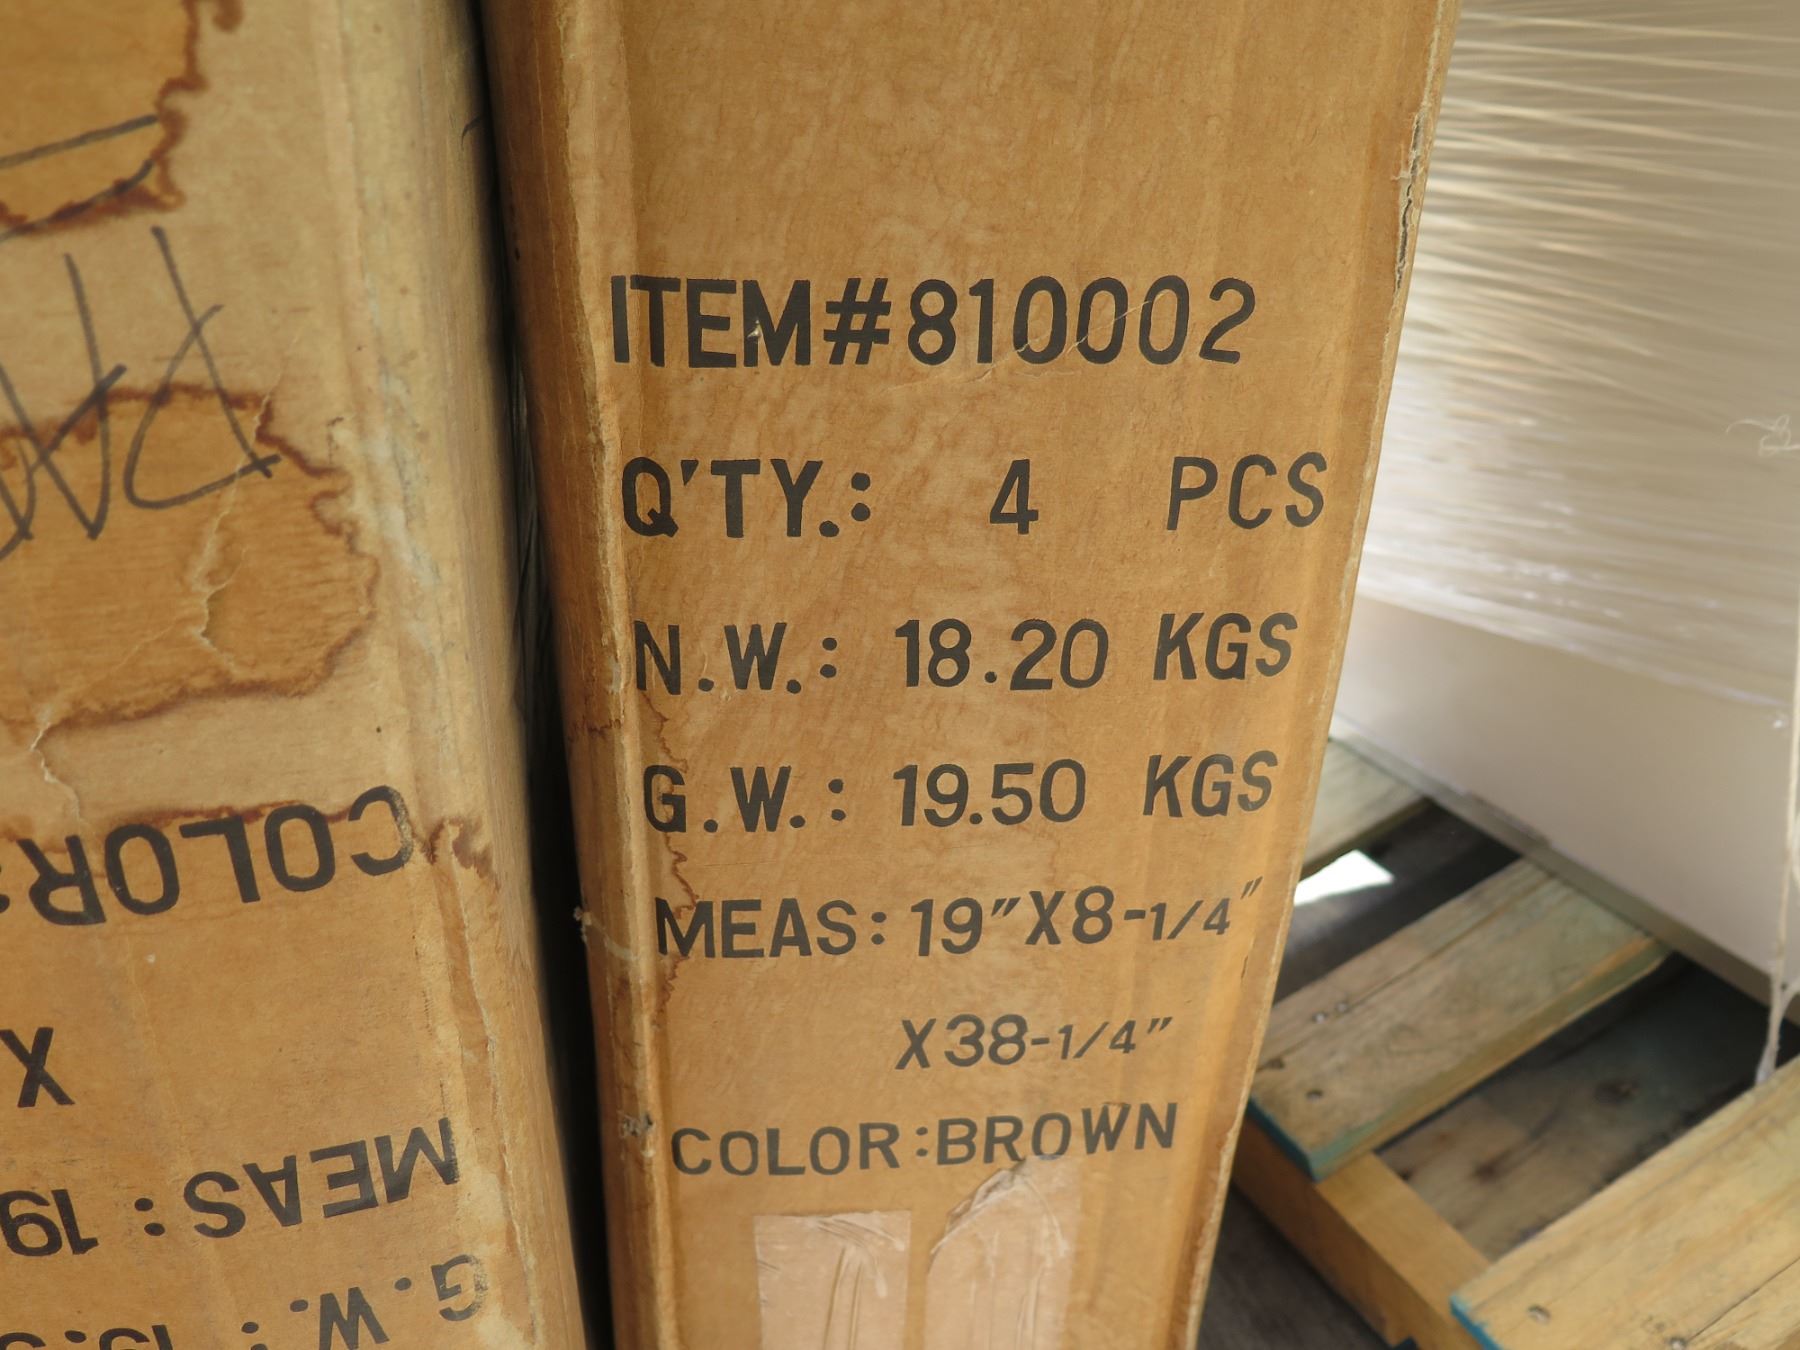 ITEM#810002
Q'TY.: 4 PCS
N.W.: 18.20 KGS
G.W.: 19.50 KGS
MEAS: 19"X8-1/4"
X38-1/4"
COLOR:BROWN
G.W.:
MEAS: 19
X
COLOR: